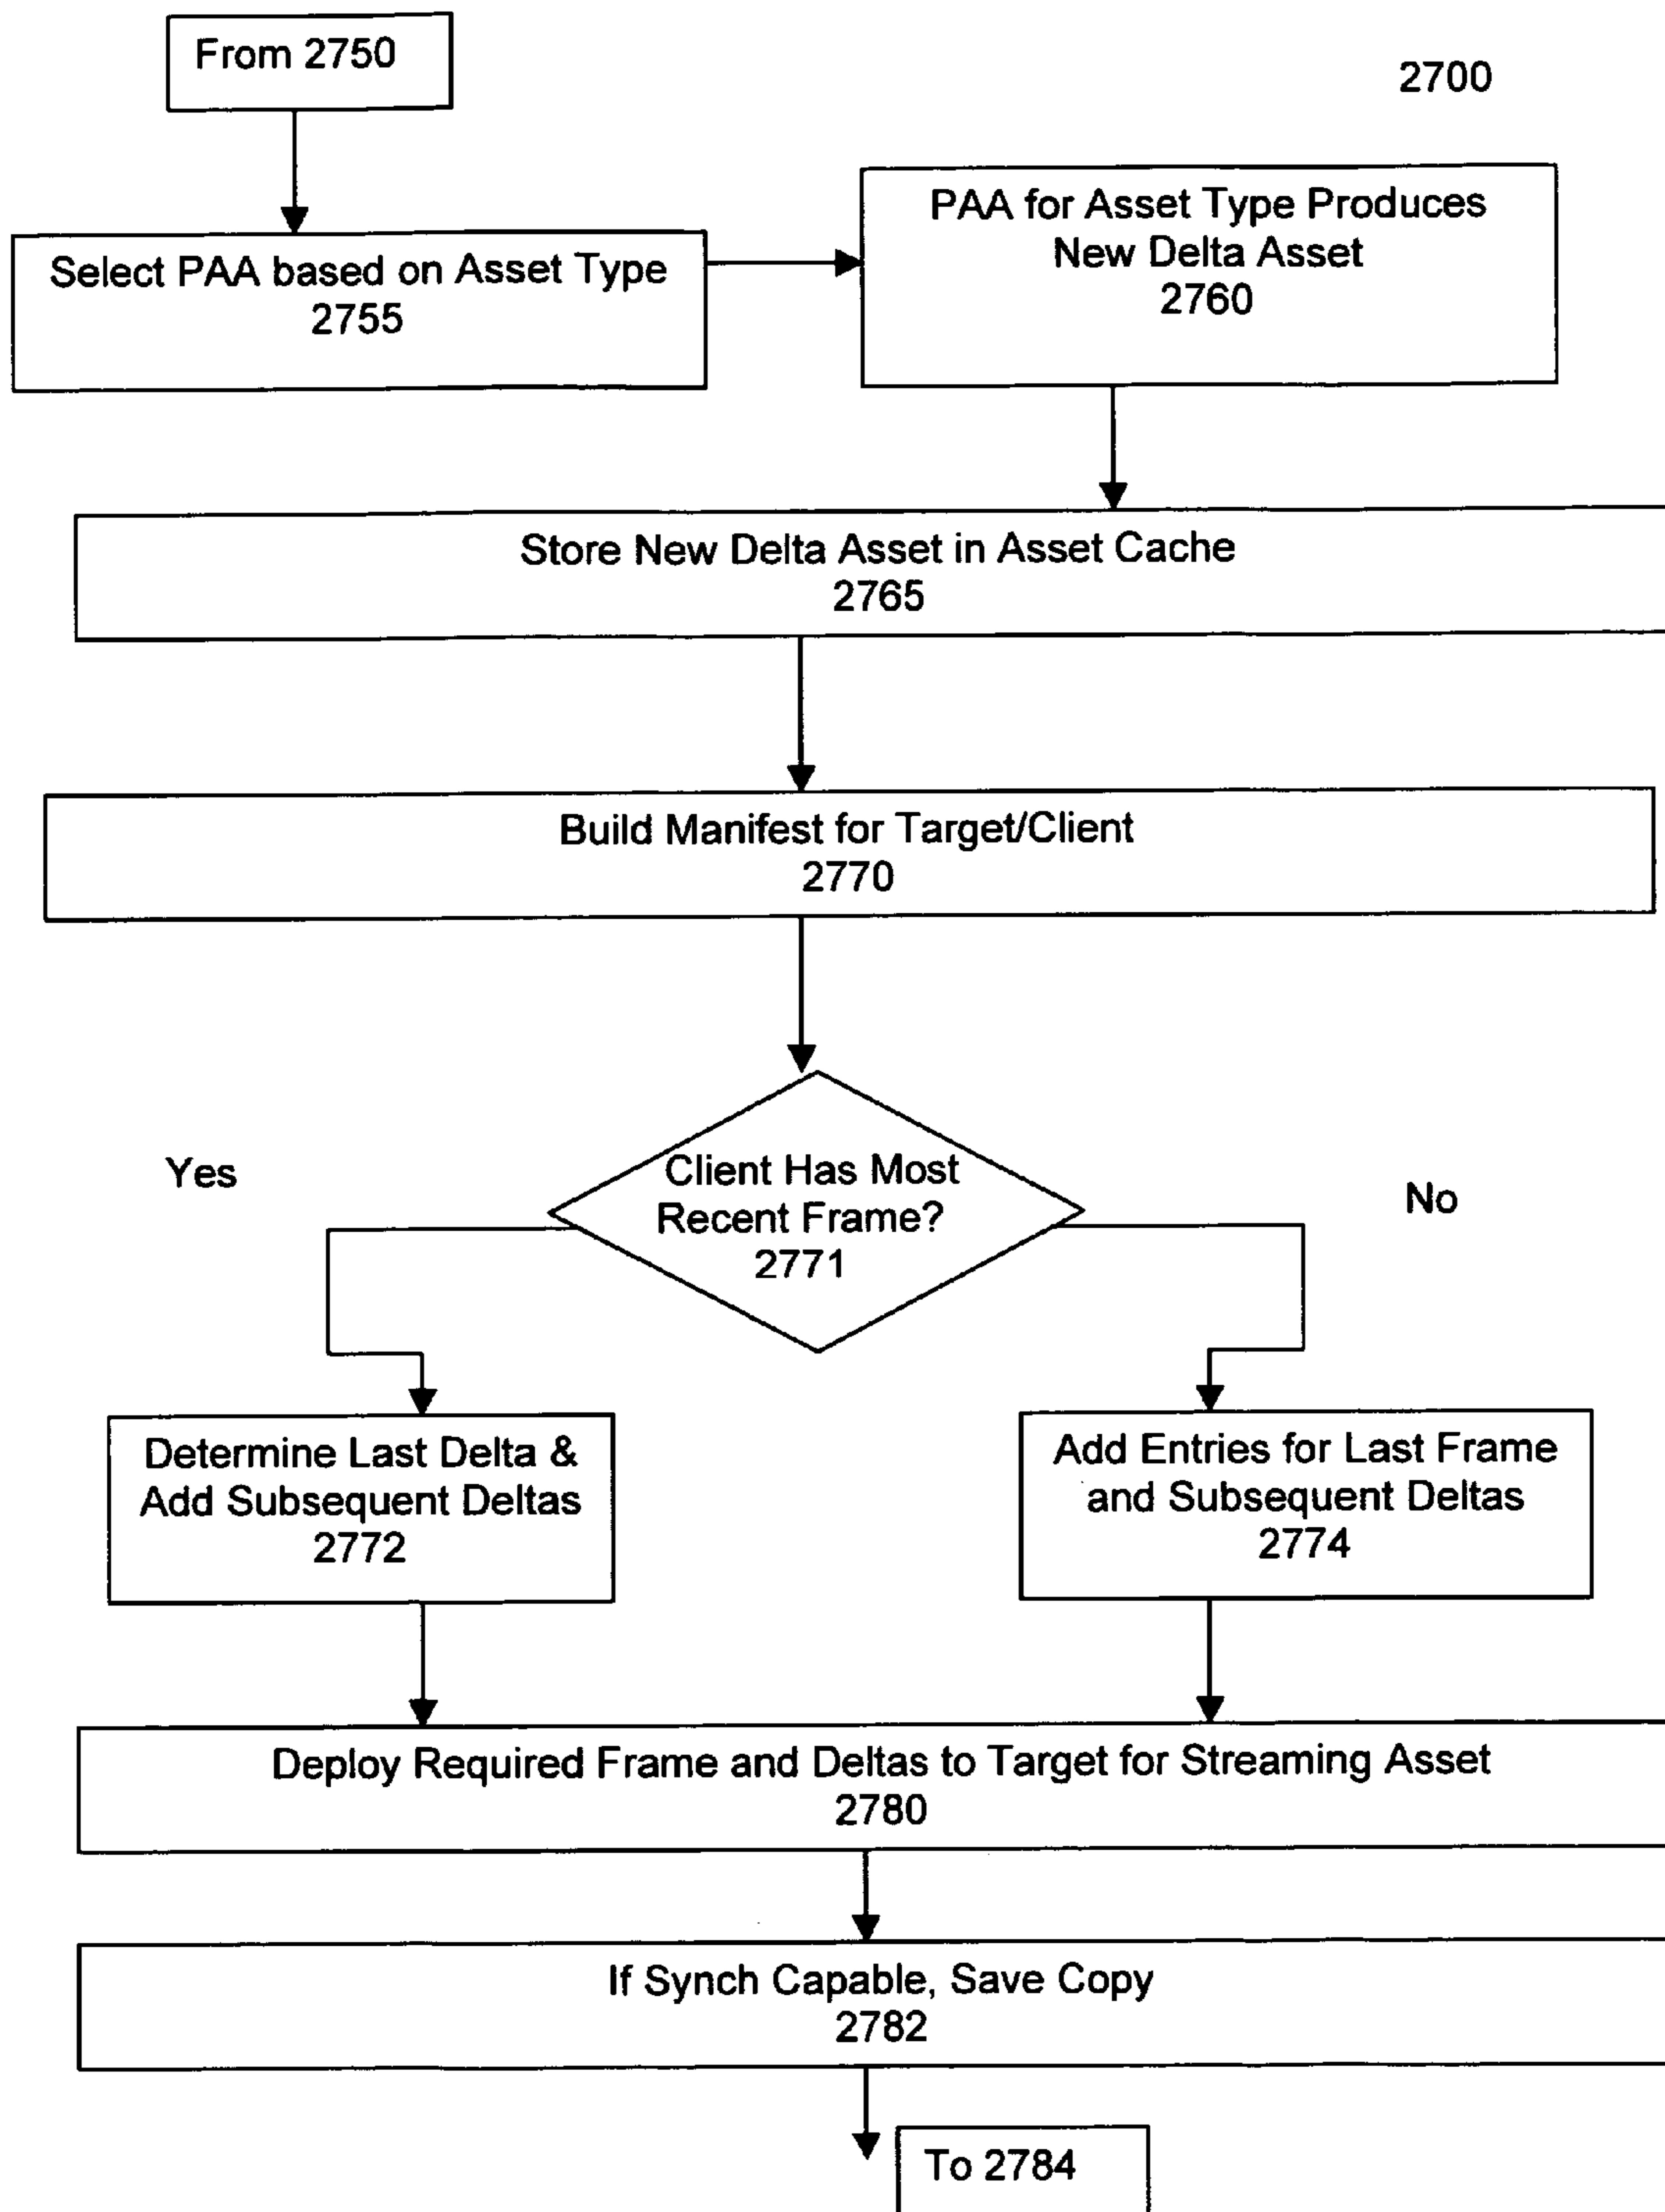 From 2750
2700
Select PAA based on Asset Type
2755
PAA for Asset Type Produces
New Delta Asset
2760
Store New Delta Asset in Asset Cache
2765
Build Manifest for Target/Client
2770
Yes
Client Has Most
Recent Frame?
2771
No
Determine Last Delta &
Add Subsequent Deltas
2772
Add Entries for Last Frame
and Subsequent Deltas
2774
Deploy Required Frame and Deltas to Target for Streaming Asset
2780
If Synch Capable, Save Copy
2782
To 2784